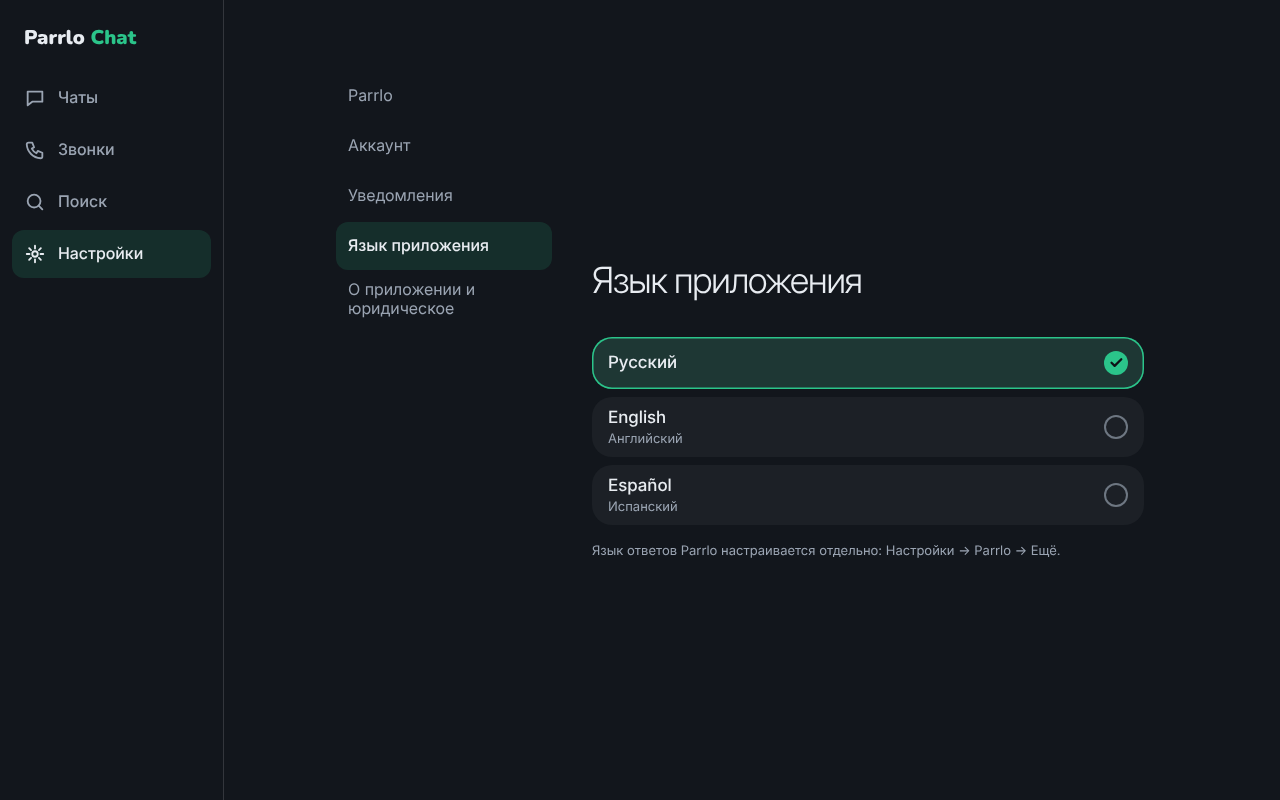 Parrlo Chat
Чаты
Звонки
Поиск
Настройки
Parrlo
Аккаунт
Уведомления
Язык приложения
О приложении и
юридическое
Язык приложения
Русский
English
Английский
Español
Испанский
Язык ответов Parrlo настраивается отдельно: Настройки → Parrlo → Ещё.